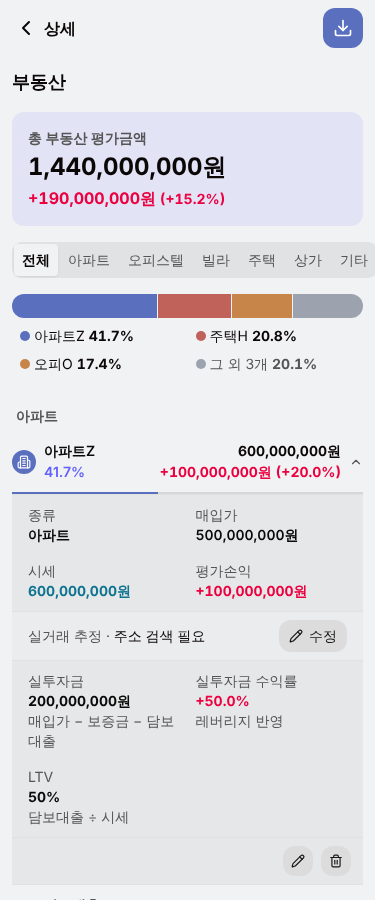 상세
부동산
총 부동산 평가금액
1,440,000,000원
+190,000,000원 (+15.2%)
전체 아파트 오피스텔 빌라 주택 상가 기타
아파트Z 41.7% 주택H 20.8%
오피O 17.4% 그 외 3개 20.1%
아파트
아파트Z 600,000,000원
41.7% +100,000,000원 (+20.0%)
종류 매입가
아파트 500,000,000원
시세 평가손익
600,000,000원 +100,000,000원
실거래 추정 · 주소 검색 필요 수정
실투자금 실투자금 수익률
200,000,000원 +50.0%
매입가 − 보증금 − 담보 레버리지 반영
대출
LTV
50%
담보대출 ÷ 시세